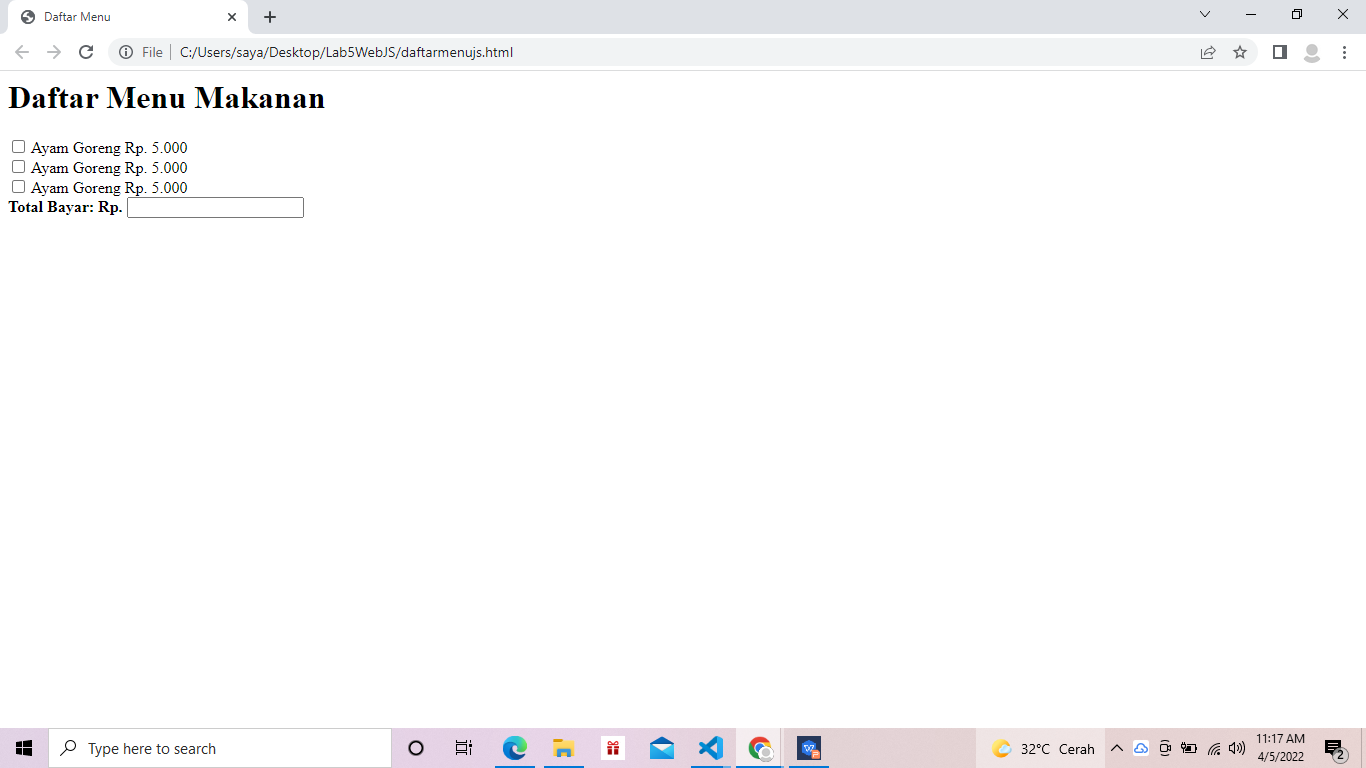 Daftar Menu
File
C:/Users/saya/Desktop/Lab5WebJS/daftarmenujs.html
Daftar Menu Makanan
Ayam Goreng Rp. 5.000
Ayam Goreng Rp. 5.000
Ayam Goreng Rp. 5.000
Total Bayar: Rp.
Type here to search
32°C Cerah
11:17 AM
4/5/2022
2